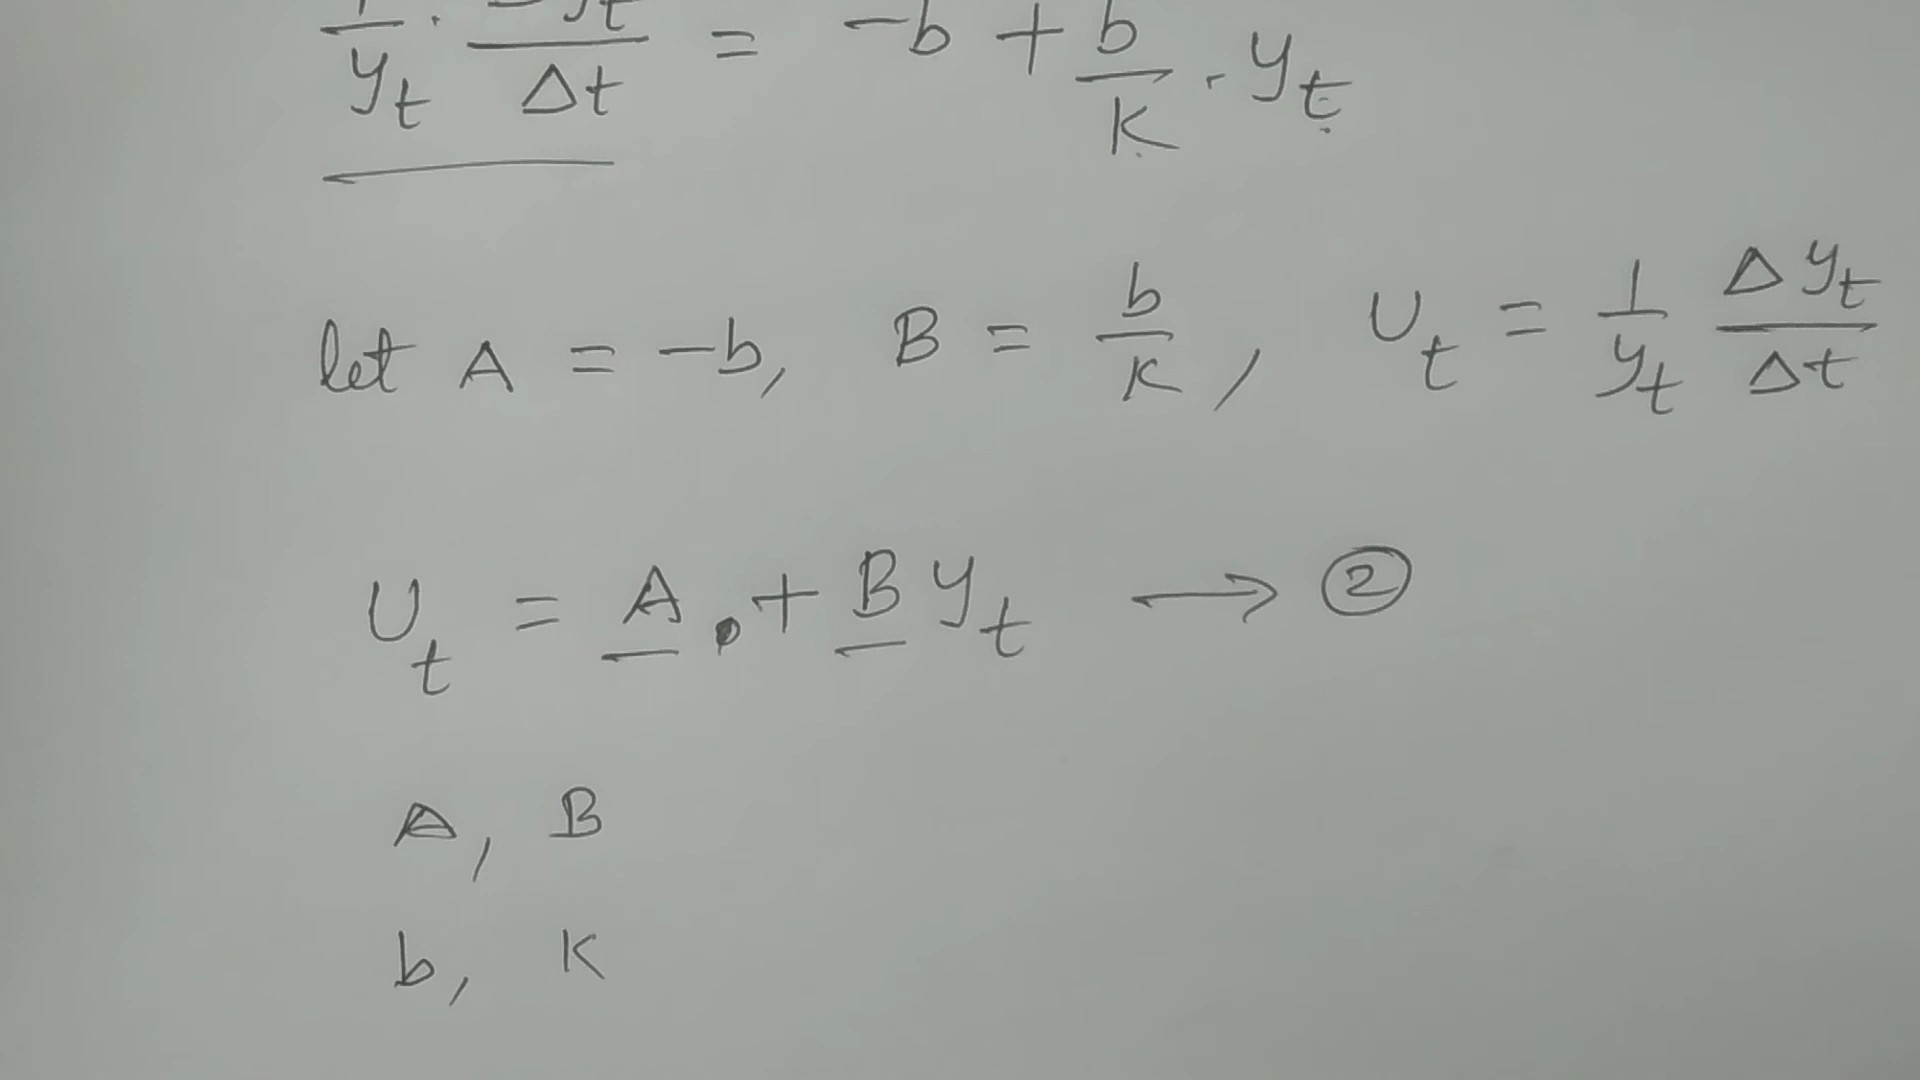 1/y_t · Δy_t/Δt = -b + b/K · y_t
let A = -b, B = b/K, U_t = 1/y_t Δy_t/Δt
U_t = A + B y_t → ②
A, B
b, K